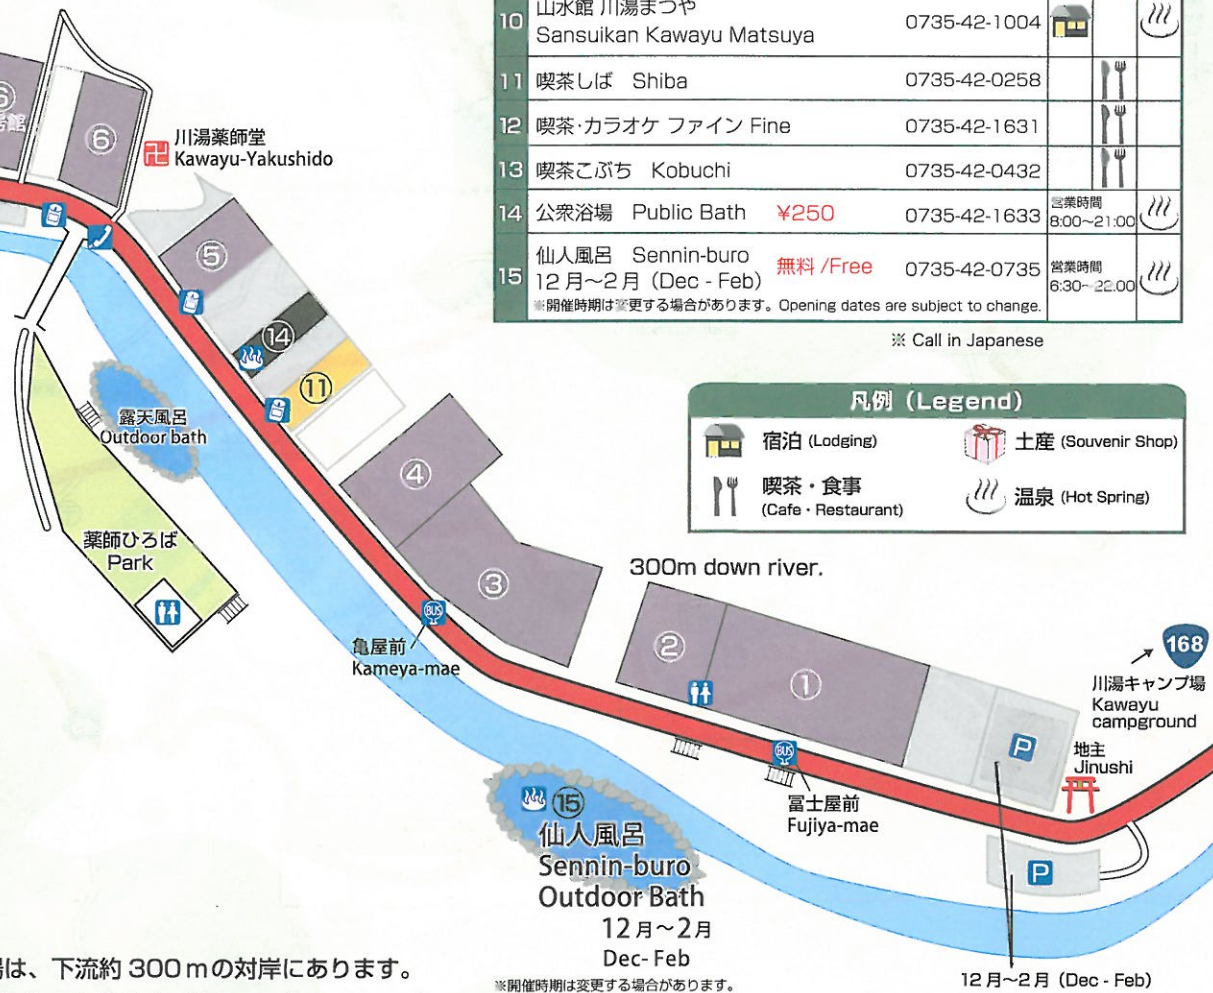 10 山水館 川湯まつや 0735-42-1004
Sansuikan Kawayu Matsuya
11 喫茶しば Shiba 0735-42-0258
12 喫茶・カラオケ ファイン Fine 0735-42-1631
13 喫茶こぶち Kobuchi 0735-42-0432
14 公衆浴場 Public Bath ¥250 0735-42-1633 営業時間
8:00～21:00
15 仙人風呂 Sennin-buro 無料/Free 0735-42-0735 営業時間
12月～2月 (Dec - Feb) 6:30～22:00
※開催時期は変更する場合があります。Opening dates are subject to change.
※ Call in Japanese
凡例 (Legend)
宿泊 (Lodging)
土産 (Souvenir Shop)
喫茶・食事
(Cafe・Restaurant)
温泉 (Hot Spring)
⑥
川湯薬師堂
Kawayu-Yakushido
⑤
⑭
⑪
露天風呂
Outdoor bath
④
薬師ひろば
Park
③
300m down river.
②
①
BUS
亀屋前
Kameya-mae
168
川湯キャンプ場
Kawayu
campground
P
地主
Jinushi
BUS
冨士屋前
Fujiya-mae
⑮
仙人風呂
Sennin-buro
Outdoor Bath
12月～2月
Dec- Feb
※開催時期は変更する場合があります。
P
12月～2月 (Dec - Feb)
は、下流約300mの対岸にあります。